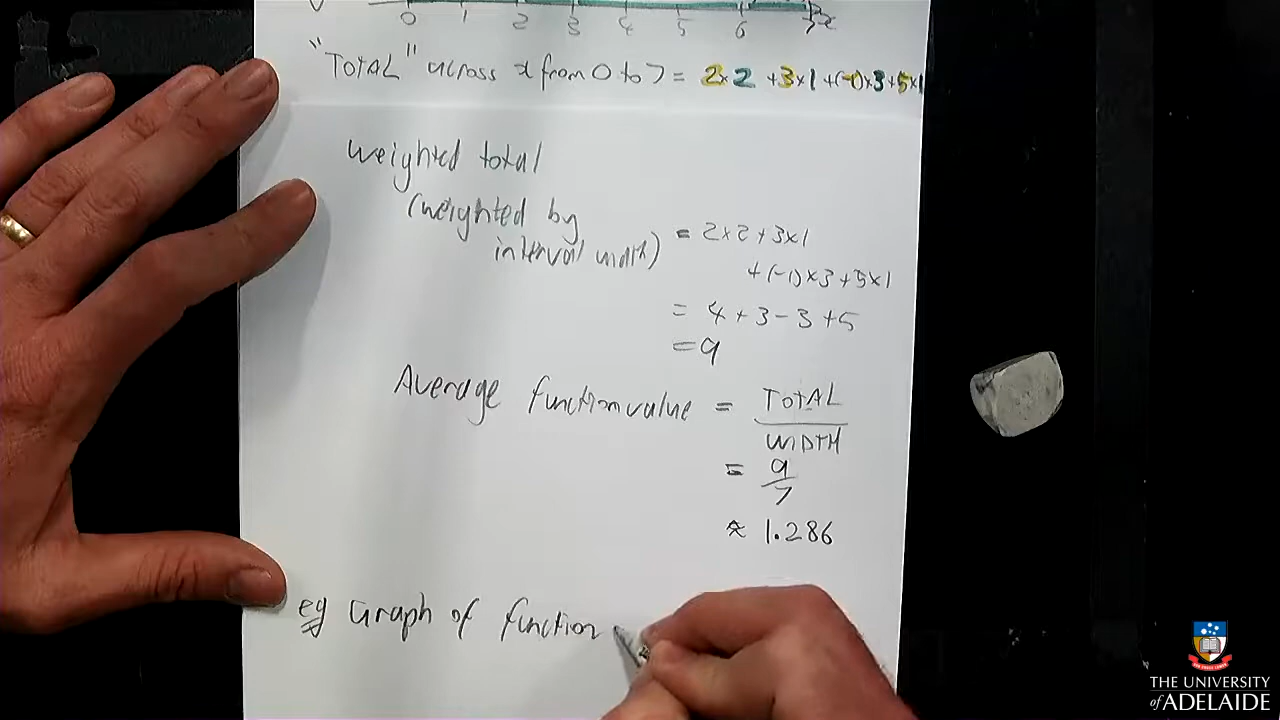 0 1 2 3 4 5 6 7 x
"TOTAL" across x from 0 to 7 = 2×2 +3×1 +(-1)×3+5×1
Weighted total
(weighted by
interval width) = 2×2+3×1
+(-1)×3+5×1
= 4+3-3+5
= 9
Average function value = TOTAL
WIDTH
= 9
7
≈ 1.286
eg Graph of function
THE UNIVERSITY
of ADELAIDE